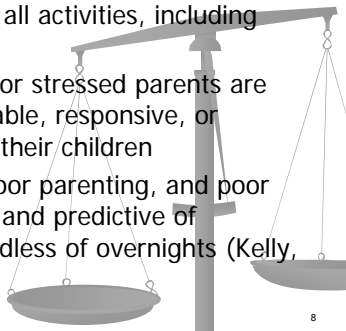 all activities, including
or stressed parents are
able, responsive, or
their children
oor parenting, and poor
and predictive of
dless of overnights (Kelly,
8